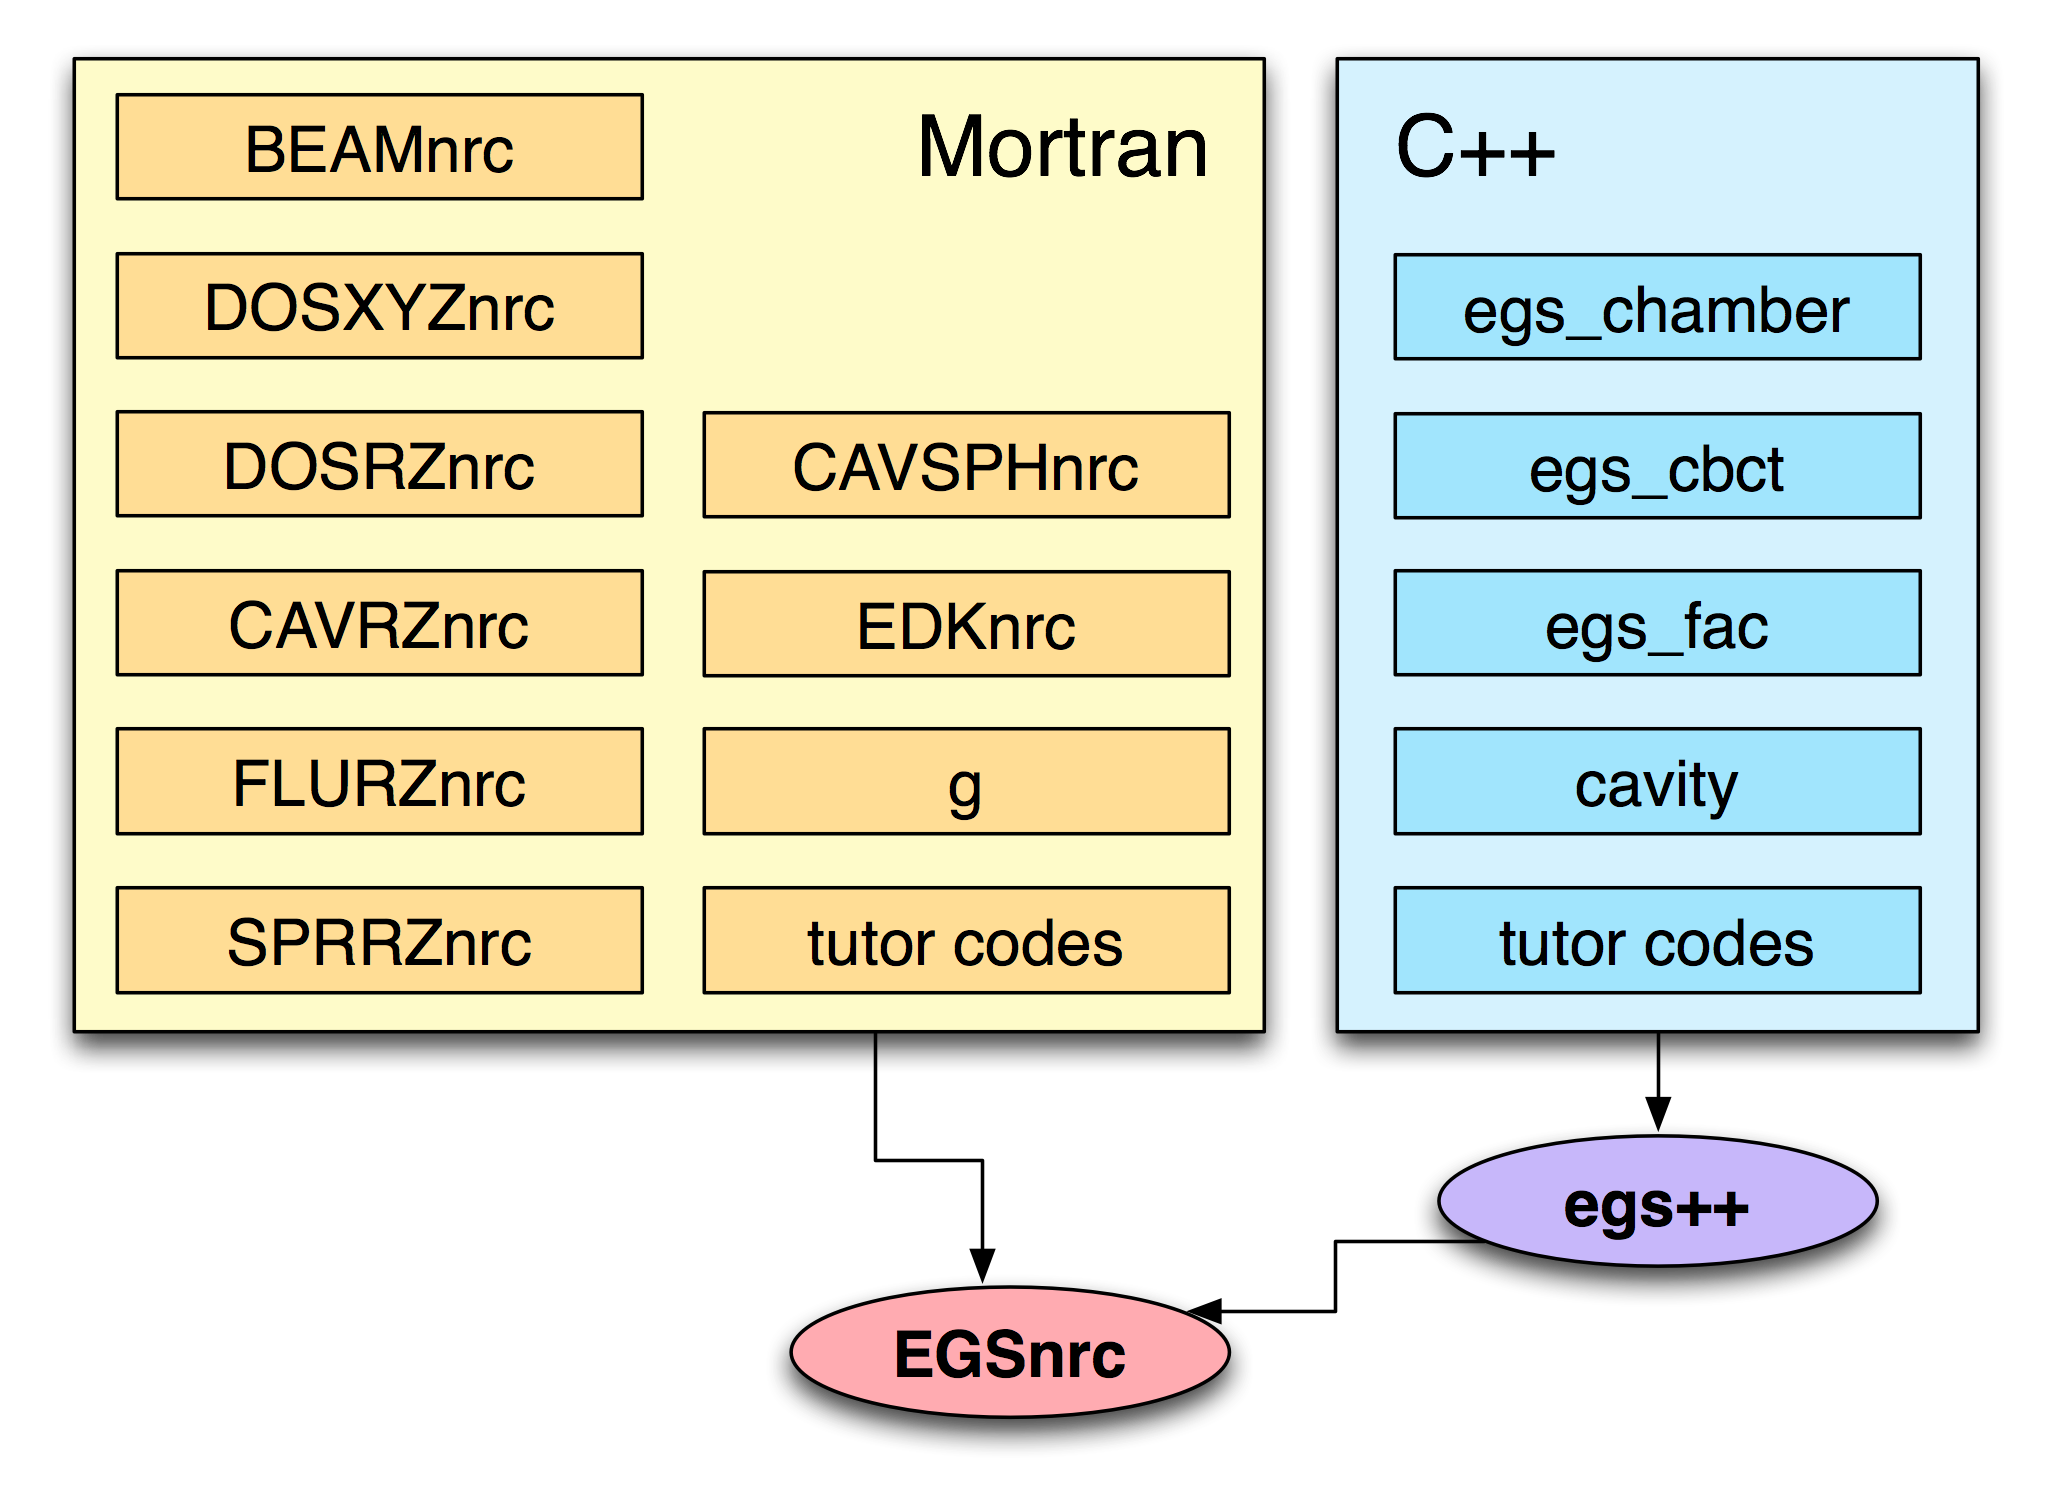 Mortran
BEAMnrc
DOSXYZnrc
DOSRZnrc
CAVRZnrc
FLURZnrc
SPRRZnrc
CAVSPHnrc
EDKnrc
g
tutor codes
C++
egs_chamber
egs_cbct
egs_fac
cavity
tutor codes
egs++
EGSnrc